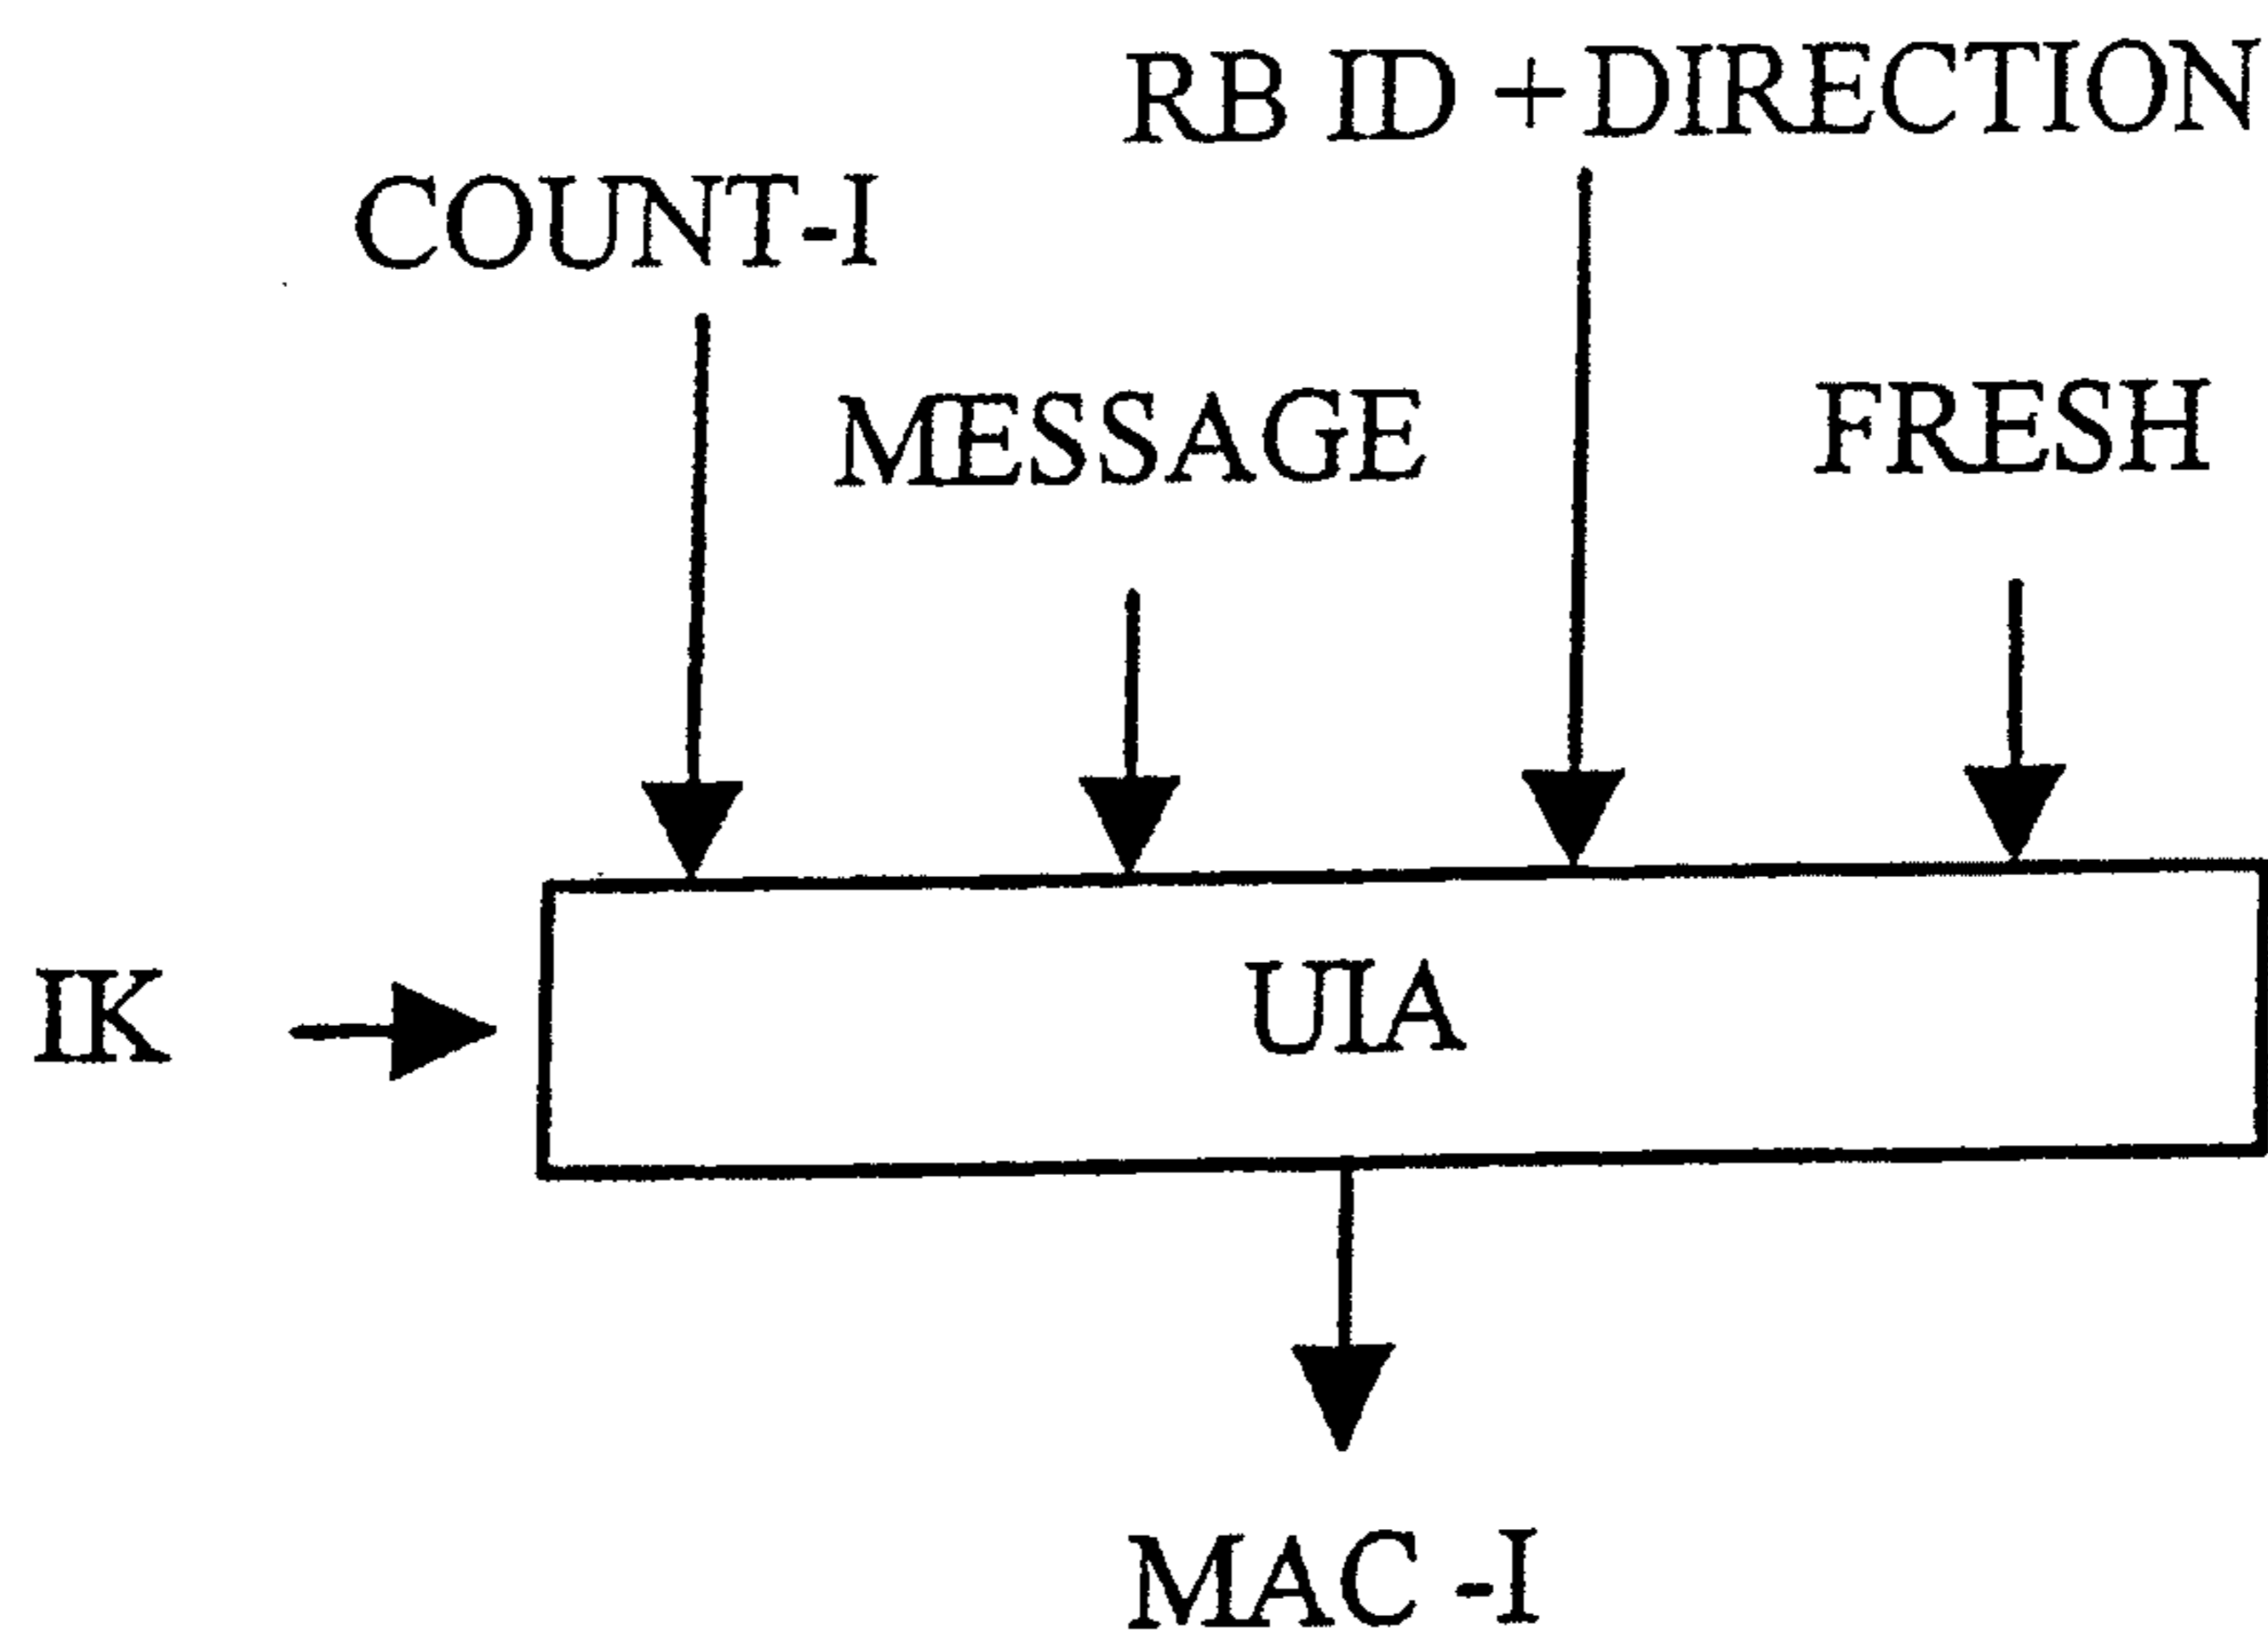 RB ID +DIRECTION
COUNT-I
MESSAGE
FRESH
IK
UIA
MAC -I